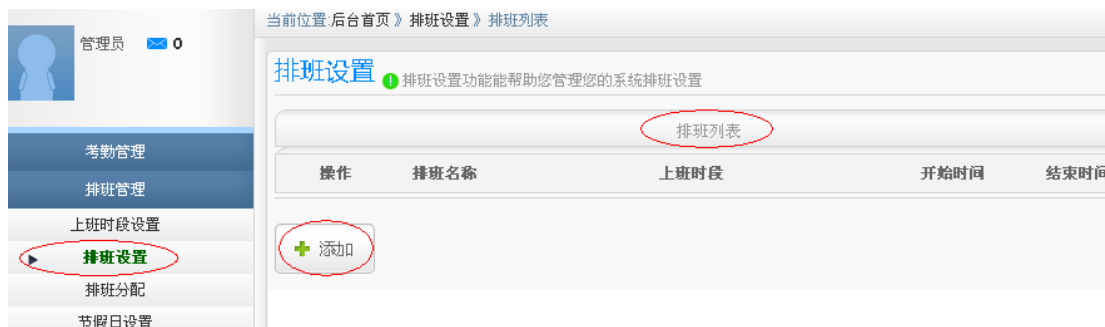 管理员 0
考勤管理
排班管理
上班时段设置
排班设置
排班分配
节假日设置
当前位置:后台首页》排班设置》排班列表
排班设置 排班设置功能能帮助您管理您的系统排班设置
排班列表
操作 排班名称 上班时段 开始时间 结束时间
添加